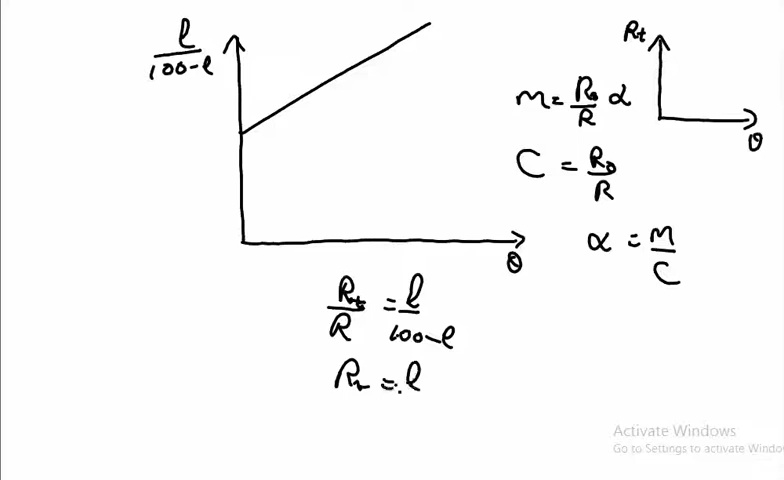 l/100-l
Rt
m = R₀/R α
θ
C = R₀/R
α = M/C
θ
Rt/R = l/100-l
Rt = l
Activate Windows
Go to Settings to activate Windo